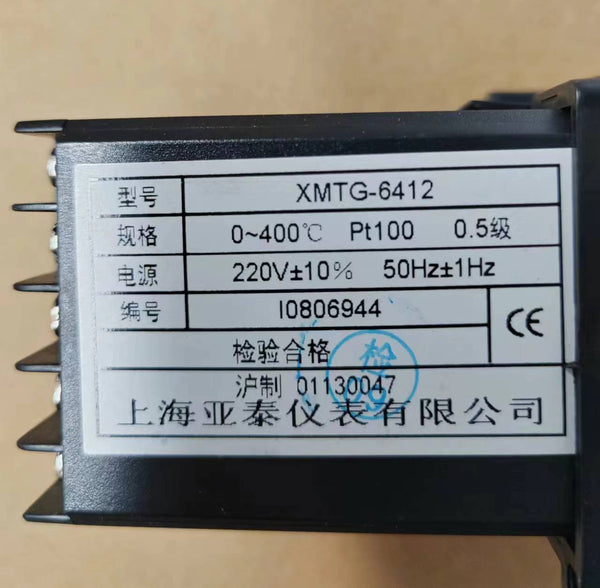 型号 XMTG-6412
规格 0~400℃ Pt100 0.5级
电源 220V±10% 50Hz±1Hz
编号 I0806944
CE
检验合格
检
沪制 01130047
上海亚泰仪表有限公司